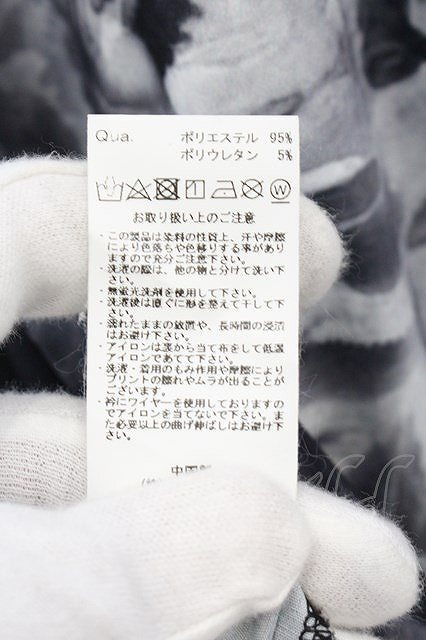 Qua. ポリエステル 95%
ポリウレタン 5%
お取り扱い上のご注意
・この製品は染料の性質上、汗や摩擦
により色落ちや色移りする事があり
ますので充分ご注意下さい。
・洗濯の際は、他の物と分けて洗い下
さい。
・無蛍光洗剤を使用して下さい。
・洗濯後は直ぐに形を整えて干して下
さい。
・濡れたままの放置や、長時間の浸漬
はお避け下さい。
・アイロンは裏から当て布をして低温
アイロンであてて下さい。
・洗濯・着用のもみ作用や摩擦により
プリントの擦れやムラが出ることが
ございます。
・衿にワイヤーを使用しておりますの
でアイロンを当てないで下さい。ま
た必要以上の曲げ伸ばしはお避け下
さい。
中国製